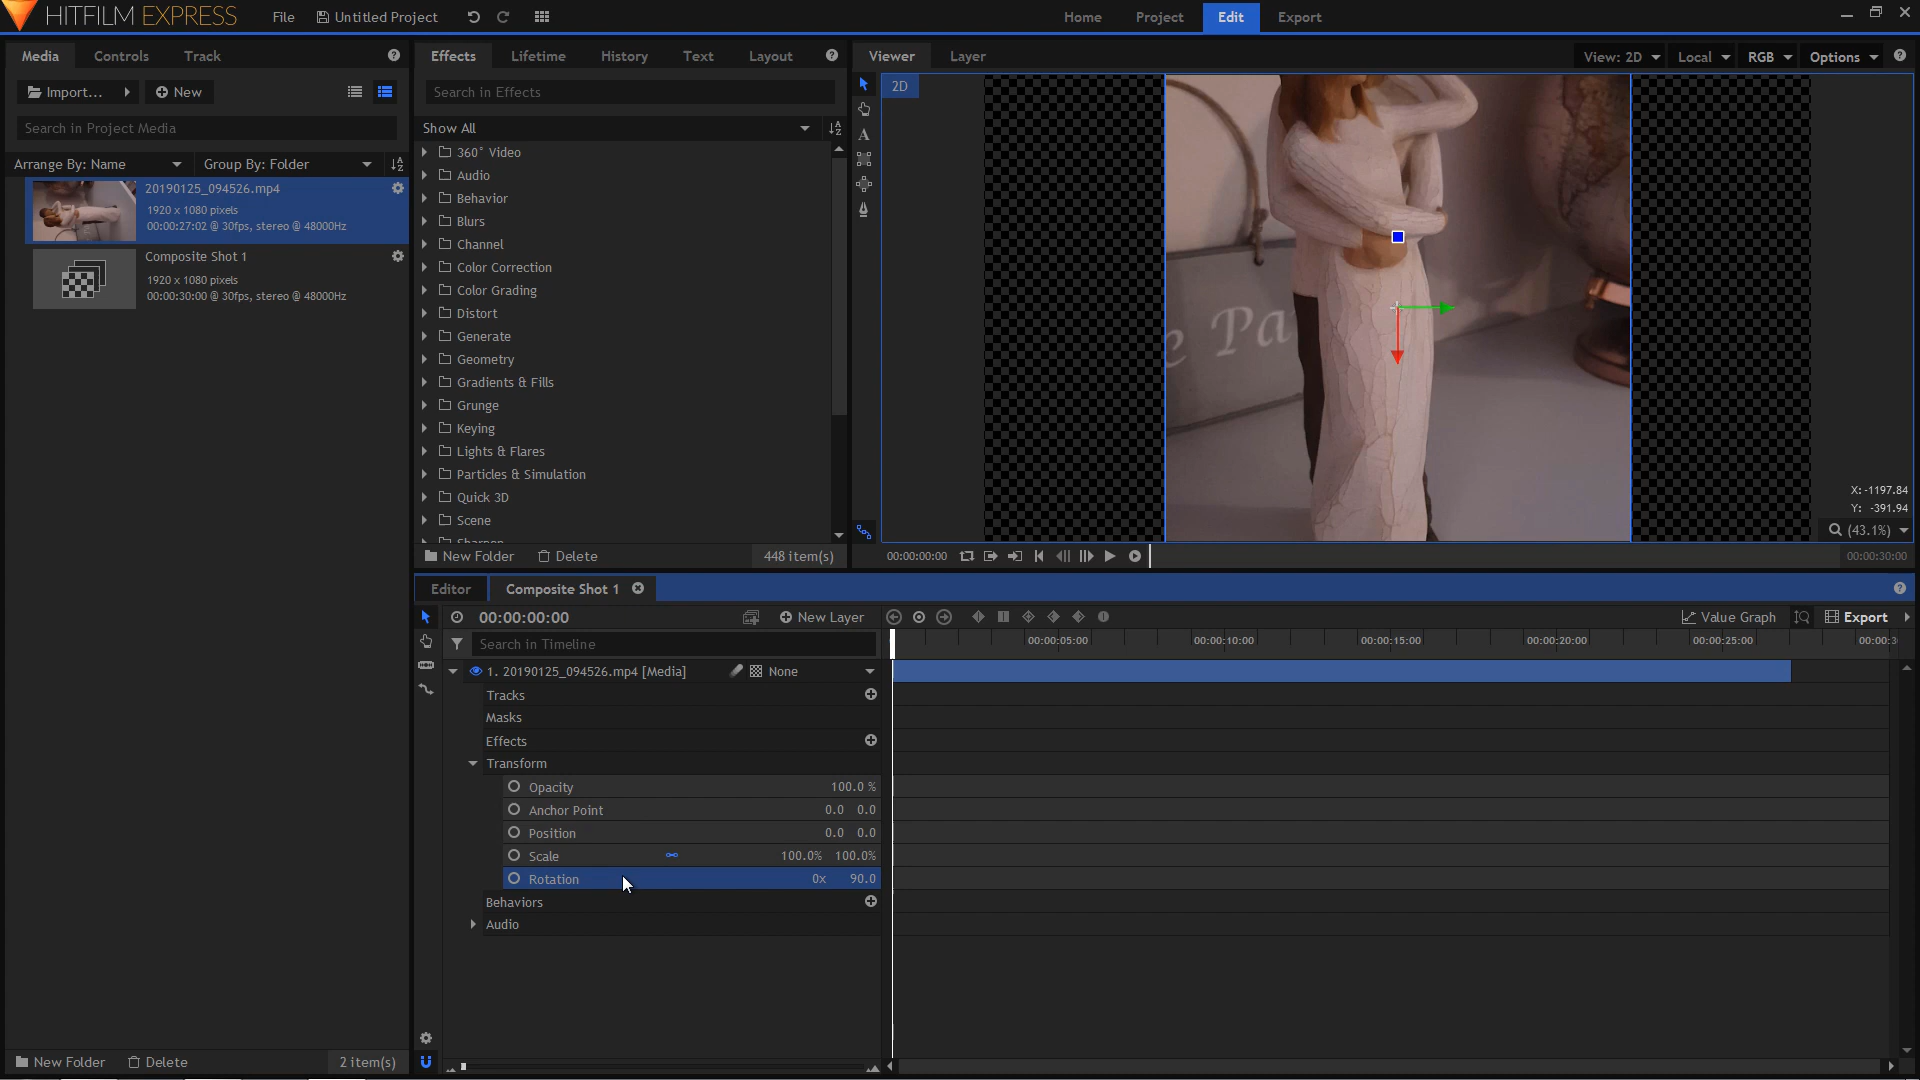 HITFILM EXPRESS
File
Untitled Project
Home
Project
Edit
Export
Media
Controls
Track
Effects
Lifetime
History
Text
Layout
Viewer
Layer
View: 2D
Local
RGB
Options
Import...
New
Search in Project Media
Arrange By: Name
Group By: Folder
20190125_094526.mp4
1920 x 1080 pixels
00:00:27:02 @ 30fps, stereo @ 48000Hz
Composite Shot 1
1920 x 1080 pixels
00:00:30:00 @ 30fps, stereo @ 48000Hz
New Folder
Delete
2 item(s)
Search in Effects
Show All
360° Video
Audio
Behavior
Blurs
Channel
Color Correction
Color Grading
Distort
Generate
Geometry
Gradients & Fills
Grunge
Keying
Lights & Flares
Particles & Simulation
Quick 3D
Scene
Sharpen
New Folder
Delete
448 item(s)
2D
A
e Pa
X: -1197.84
Y: -391.94
(43.1%)
00:00:00:00
00:00:30:00
Editor
Composite Shot 1
00:00:00:00
New Layer
Value Graph
Export
Search in Timeline
00:00:05:00
00:00:10:00
00:00:15:00
00:00:20:00
00:00:25:00
00:00:3
1. 20190125_094526.mp4 [Media]
None
Tracks
Masks
Effects
Transform
Opacity
100.0 %
Anchor Point
0.0 0.0
Position
0.0 0.0
Scale
100.0% 100.0%
Rotation
0x 90.0
Behaviors
Audio